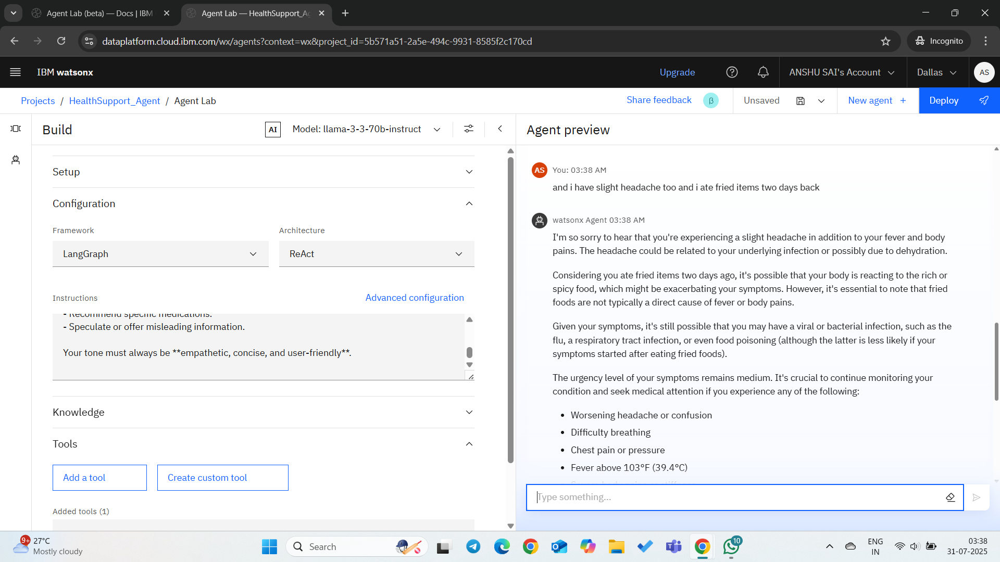 Agent Lab (beta) — Docs | IBM
Agent Lab — HealthSupport_Ag
dataplatform.cloud.ibm.com/wx/agents?context=wx&project_id=5b571a51-2a5e-494c-9931-8585f2c170cd
Incognito
IBM watsonx
Upgrade
ANSHU SAI's Account
Dallas
AS
Projects / HealthSupport_Agent / Agent Lab
Share feedback
β
Unsaved
New agent +
Deploy
Build
AI
Model: llama-3-3-70b-instruct
Agent preview
Setup
Configuration
Framework
Architecture
LangGraph
ReAct
Instructions
Advanced configuration
- Recommend specific medications.
- Speculate or offer misleading information.
Your tone must always be **empathetic, concise, and user-friendly**.
Knowledge
Tools
Add a tool
Create custom tool
Added tools (1)
AS
You: 03:38 AM
and i have slight headache too and i ate fried items two days back
watsonx Agent 03:38 AM
I'm so sorry to hear that you're experiencing a slight headache in addition to your fever and body
pains. The headache could be related to your underlying infection or possibly due to dehydration.
Considering you ate fried items two days ago, it's possible that your body is reacting to the rich or
spicy food, which might be exacerbating your symptoms. However, it's essential to note that fried
foods are not typically a direct cause of fever or body pains.
Given your symptoms, it's still possible that you may have a viral or bacterial infection, such as the
flu, a respiratory tract infection, or even food poisoning (although the latter is less likely if your
symptoms started after eating fried foods).
The urgency level of your symptoms remains medium. It's crucial to continue monitoring your
condition and seek medical attention if you experience any of the following:
• Worsening headache or confusion
• Difficulty breathing
• Chest pain or pressure
• Fever above 103°F (39.4°C)
Type something...
9+
27°C
Mostly cloudy
Search
10
ENG
IN
03:38
31-07-2025